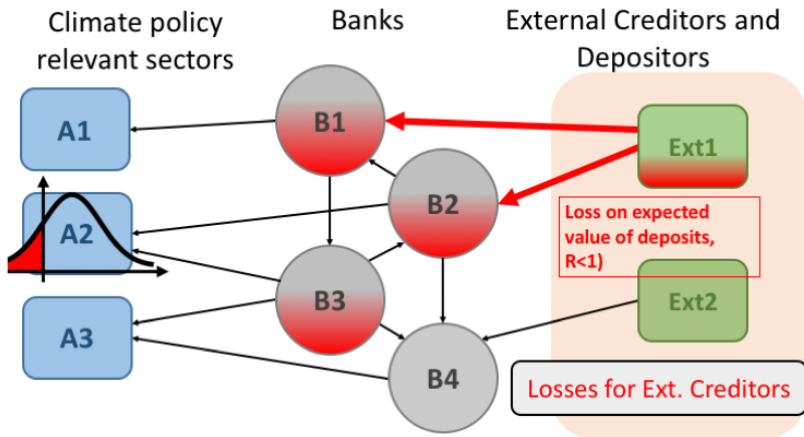 Climate policy
relevant sectors
Banks
External Creditors and
Depositors
A1
B1
Ext1
A2
B2
Loss on expected
value of deposits,
R<1)
A3
B3
Ext2
B4
Losses for Ext. Creditors